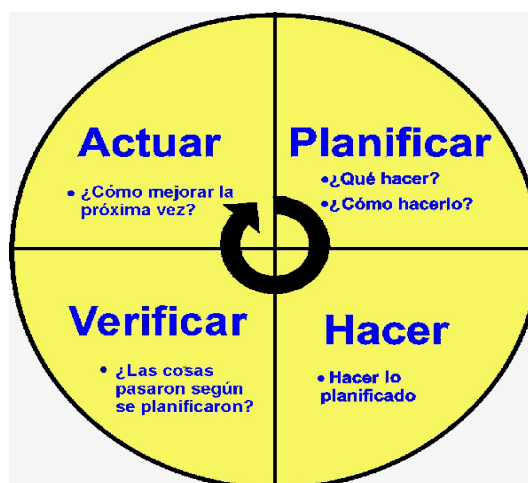 Actuar
• ¿Cómo mejorar la
próxima vez?
Planificar
•¿Qué hacer?
•¿Cómo hacerlo?
Verificar
• ¿Las cosas
pasaron según
se planificaron?
Hacer
• Hacer lo
planificado